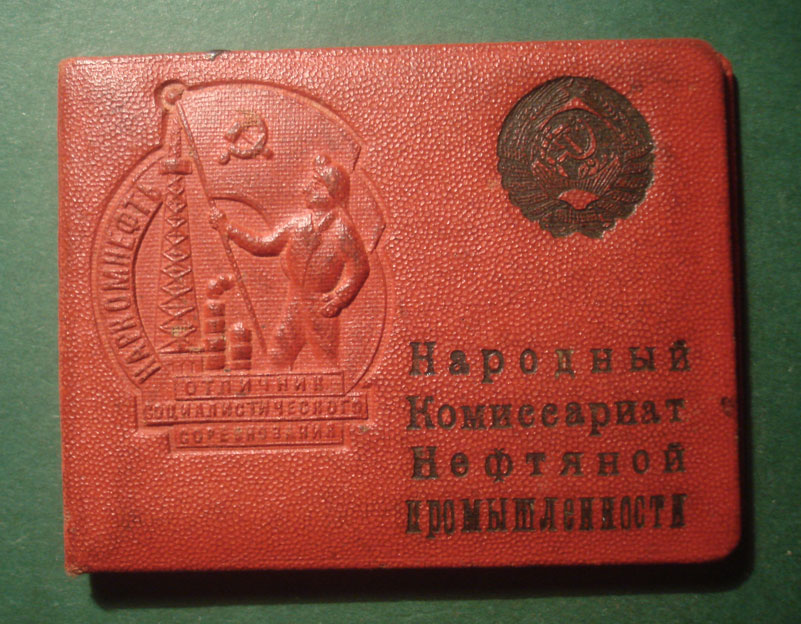 НАРКОМНЕФТЬ
ОТЛИЧНИК
СОЦИАЛИСТИЧЕСКОГО
СОРЕВНОВАНИЯ
Народный
Комиссариат
Нефтяной
промышленности